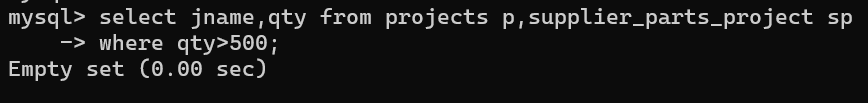 mysql> select jname,qty from projects p,supplier_parts_project sp
    -> where qty>500;
Empty set (0.00 sec)